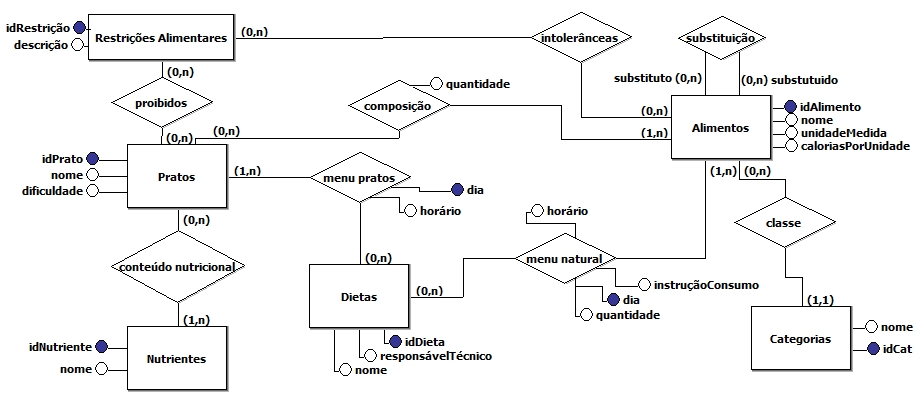 idRestrição
descrição
Restrições Alimentares
(0,n)
intolerânceas
substituição
(0,n)
substituto (0,n)
(0,n) substutuido
proibidos
composição
quantidade
(0,n)
(0,n)
(0,n)
(1,n)
Alimentos
idAlimento
nome
unidadeMedida
caloriasPorUnidade
idPrato
nome
dificuldade
Pratos
(1,n)
menu pratos
dia
horário
(1,n)
(0,n)
(0,n)
horário
classe
conteúdo nutricional
(0,n)
menu natural
instruçãoConsumo
dia
quantidade
Dietas
(0,n)
(1,n)
(1,1)
idNutriente
nome
Nutrientes
idDieta
responsávelTécnico
nome
Categorias
nome
idCat